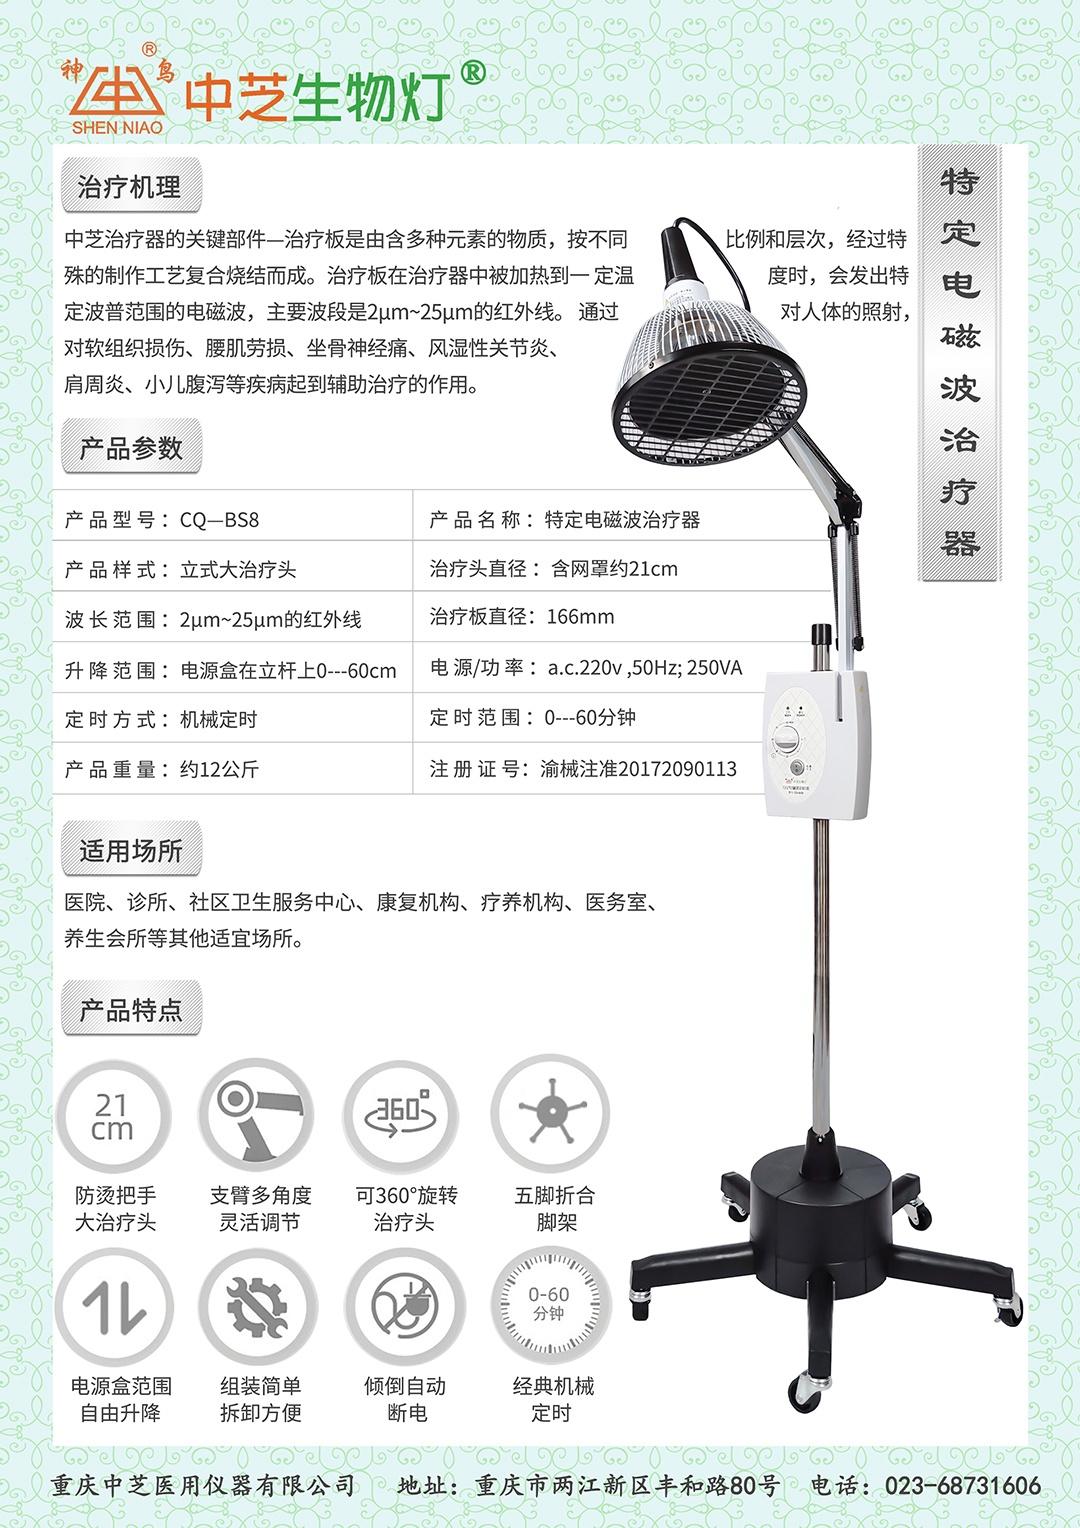 神鸟®
SHEN NIAO
中芝生物灯®
特定电磁波治疗器
治疗机理
中芝治疗器的关键部件—治疗板是由含多种元素的物质，按不同比例和层次，经过特
殊的制作工艺复合烧结而成。治疗板在治疗器中被加热到一定温度时，会发出特
定波普范围的电磁波，主要波段是2μm~25μm的红外线。 通过对人体的照射，
对软组织损伤、腰肌劳损、坐骨神经痛、风湿性关节炎、
肩周炎、小儿腹泻等疾病起到辅助治疗的作用。
产品参数
产品型号：CQ—BS8
产品名称：特定电磁波治疗器
产品样式：立式大治疗头
治疗头直径：含网罩约21cm
波长范围：2μm~25μm的红外线
治疗板直径：166mm
升降范围：电源盒在立杆上0---60cm
电源/功率：a.c.220v ,50Hz; 250VA
定时方式：机械定时
定时范围：0---60分钟
产品重量：约12公斤
注册证号：渝械注准20172090113
适用场所
医院、诊所、社区卫生服务中心、康复机构、疗养机构、医务室、
养生会所等其他适宜场所。
产品特点
21
cm
防烫把手
大治疗头
支臂多角度
灵活调节
360°
可360°旋转
治疗头
五脚折合
脚架
电源盒范围
自由升降
组装简单
拆卸方便
倾倒自动
断电
0-60
分钟
经典机械
定时
重庆中芝医用仪器有限公司 地址：重庆市两江新区丰和路80号 电话：023-68731606